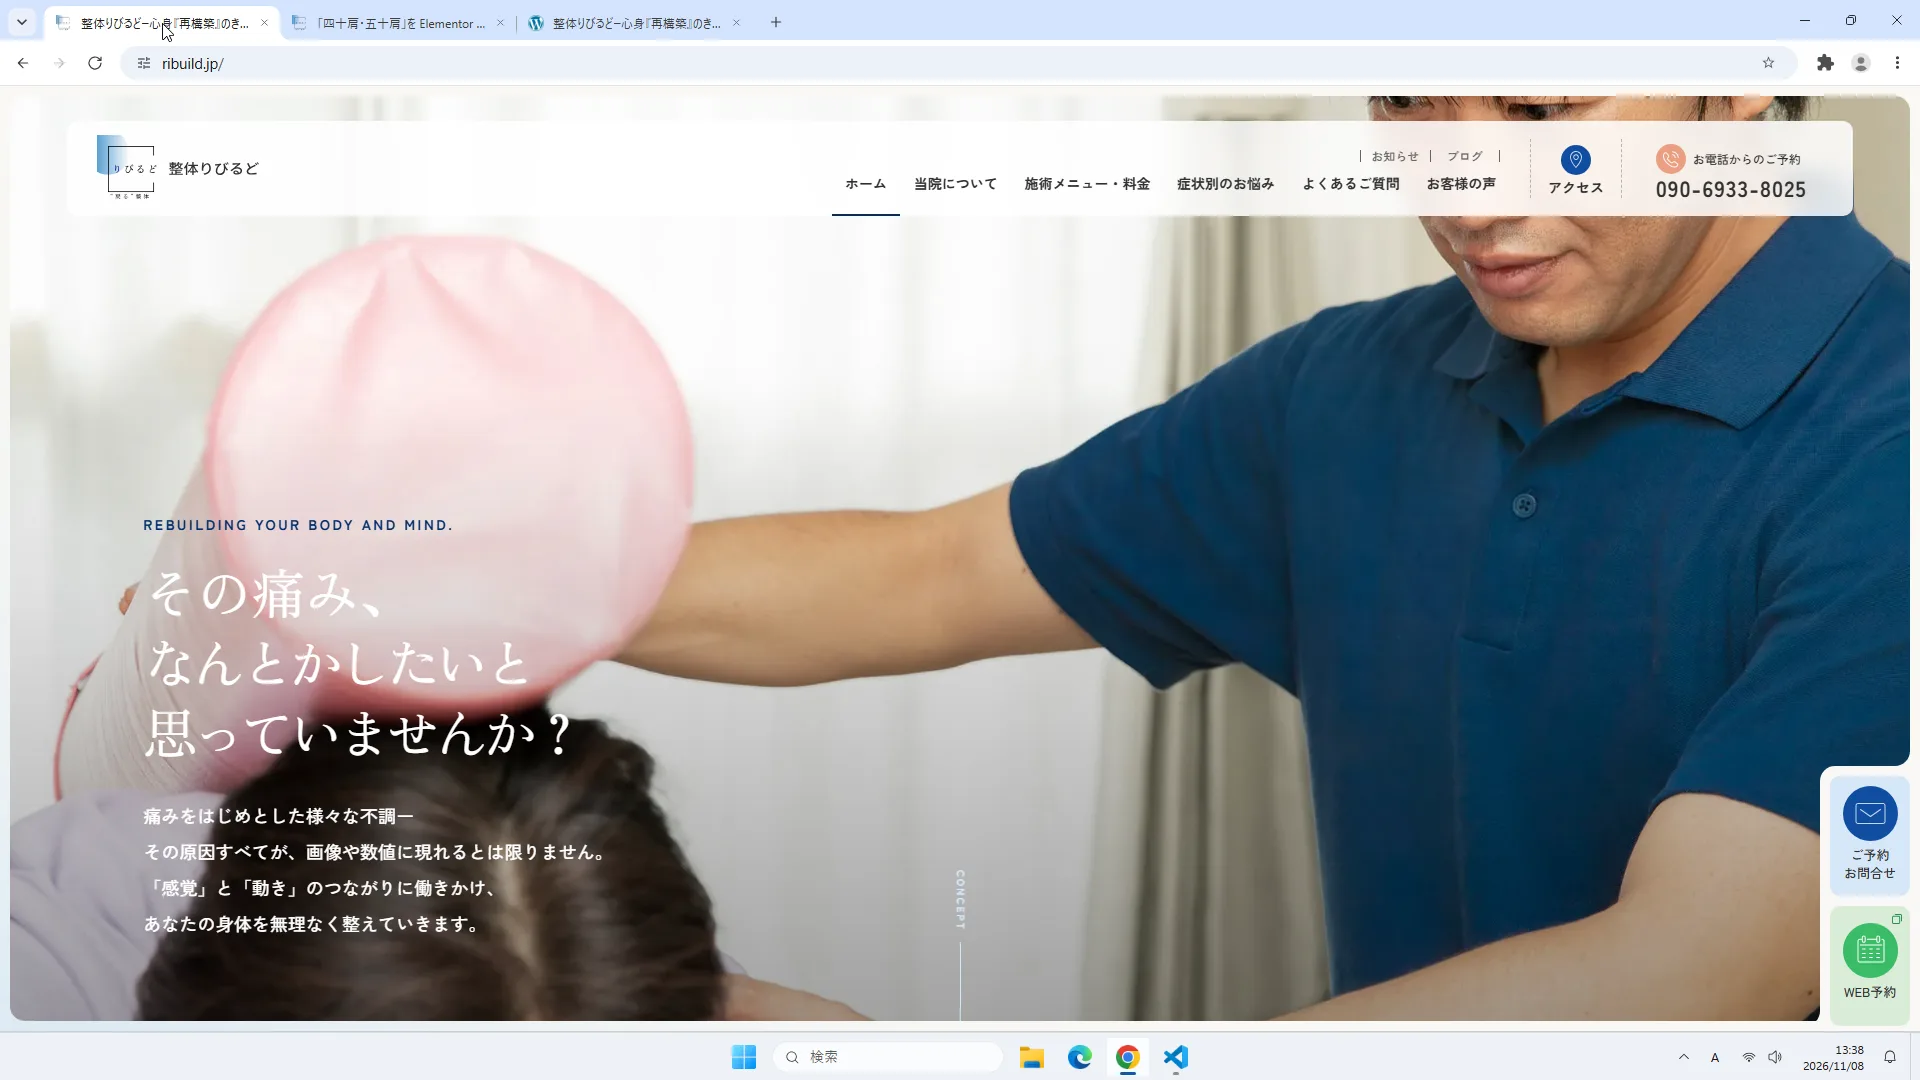 整体りびるど-心身『再構築』のき...
「四十肩・五十肩」を Elementor ...
整体りびるど-心身『再構築』のき...
ribuild.jp/
りびるど
"戻る"整体
整体りびるど
お知らせ
ブログ
ホーム
当院について
施術メニュー・料金
症状別のお悩み
よくあるご質問
お客様の声
アクセス
お電話からのご予約
090-6933-8025
REBUILDING YOUR BODY AND MIND.
その痛み、
なんとかしたいと
思っていませんか？
痛みをはじめとした様々な不調ー
その原因すべてが、画像や数値に現れるとは限りません。
「感覚」と「動き」のつながりに働きかけ、
あなたの身体を無理なく整えていきます。
CONCEPT
ご予約
お問合せ
WEB予約
検索
A
13:38
2026/11/08